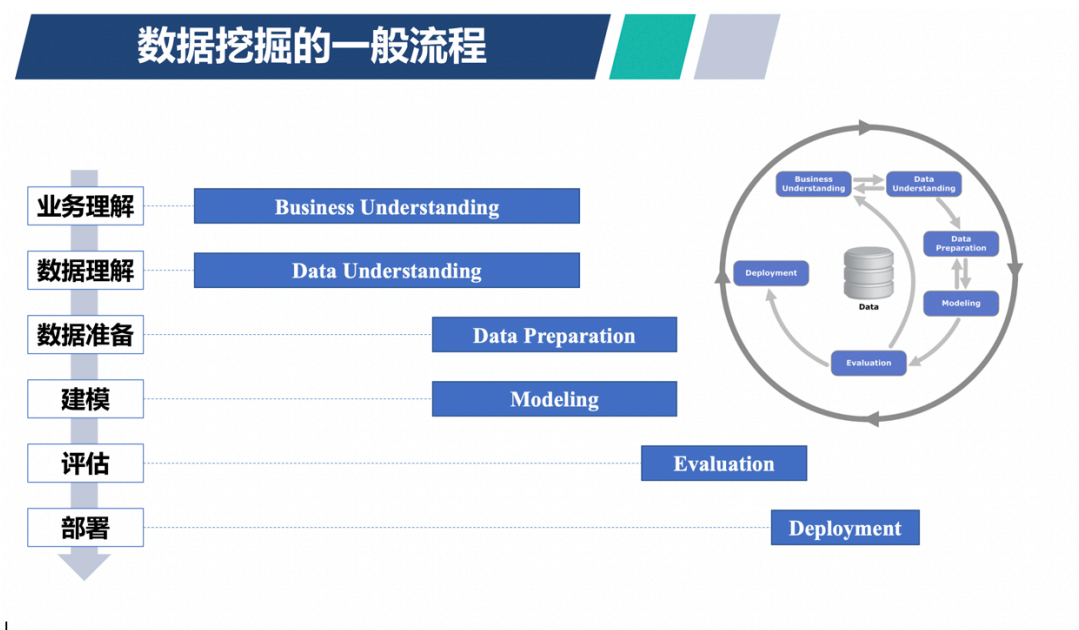 数据挖掘的一般流程
业务理解
Business Understanding
数据理解
Data Understanding
数据准备
Data Preparation
建模
Modeling
评估
Evaluation
部署
Deployment
Business
Understanding
Data
Understanding
Data
Preparation
Modeling
Evaluation
Deployment
Data